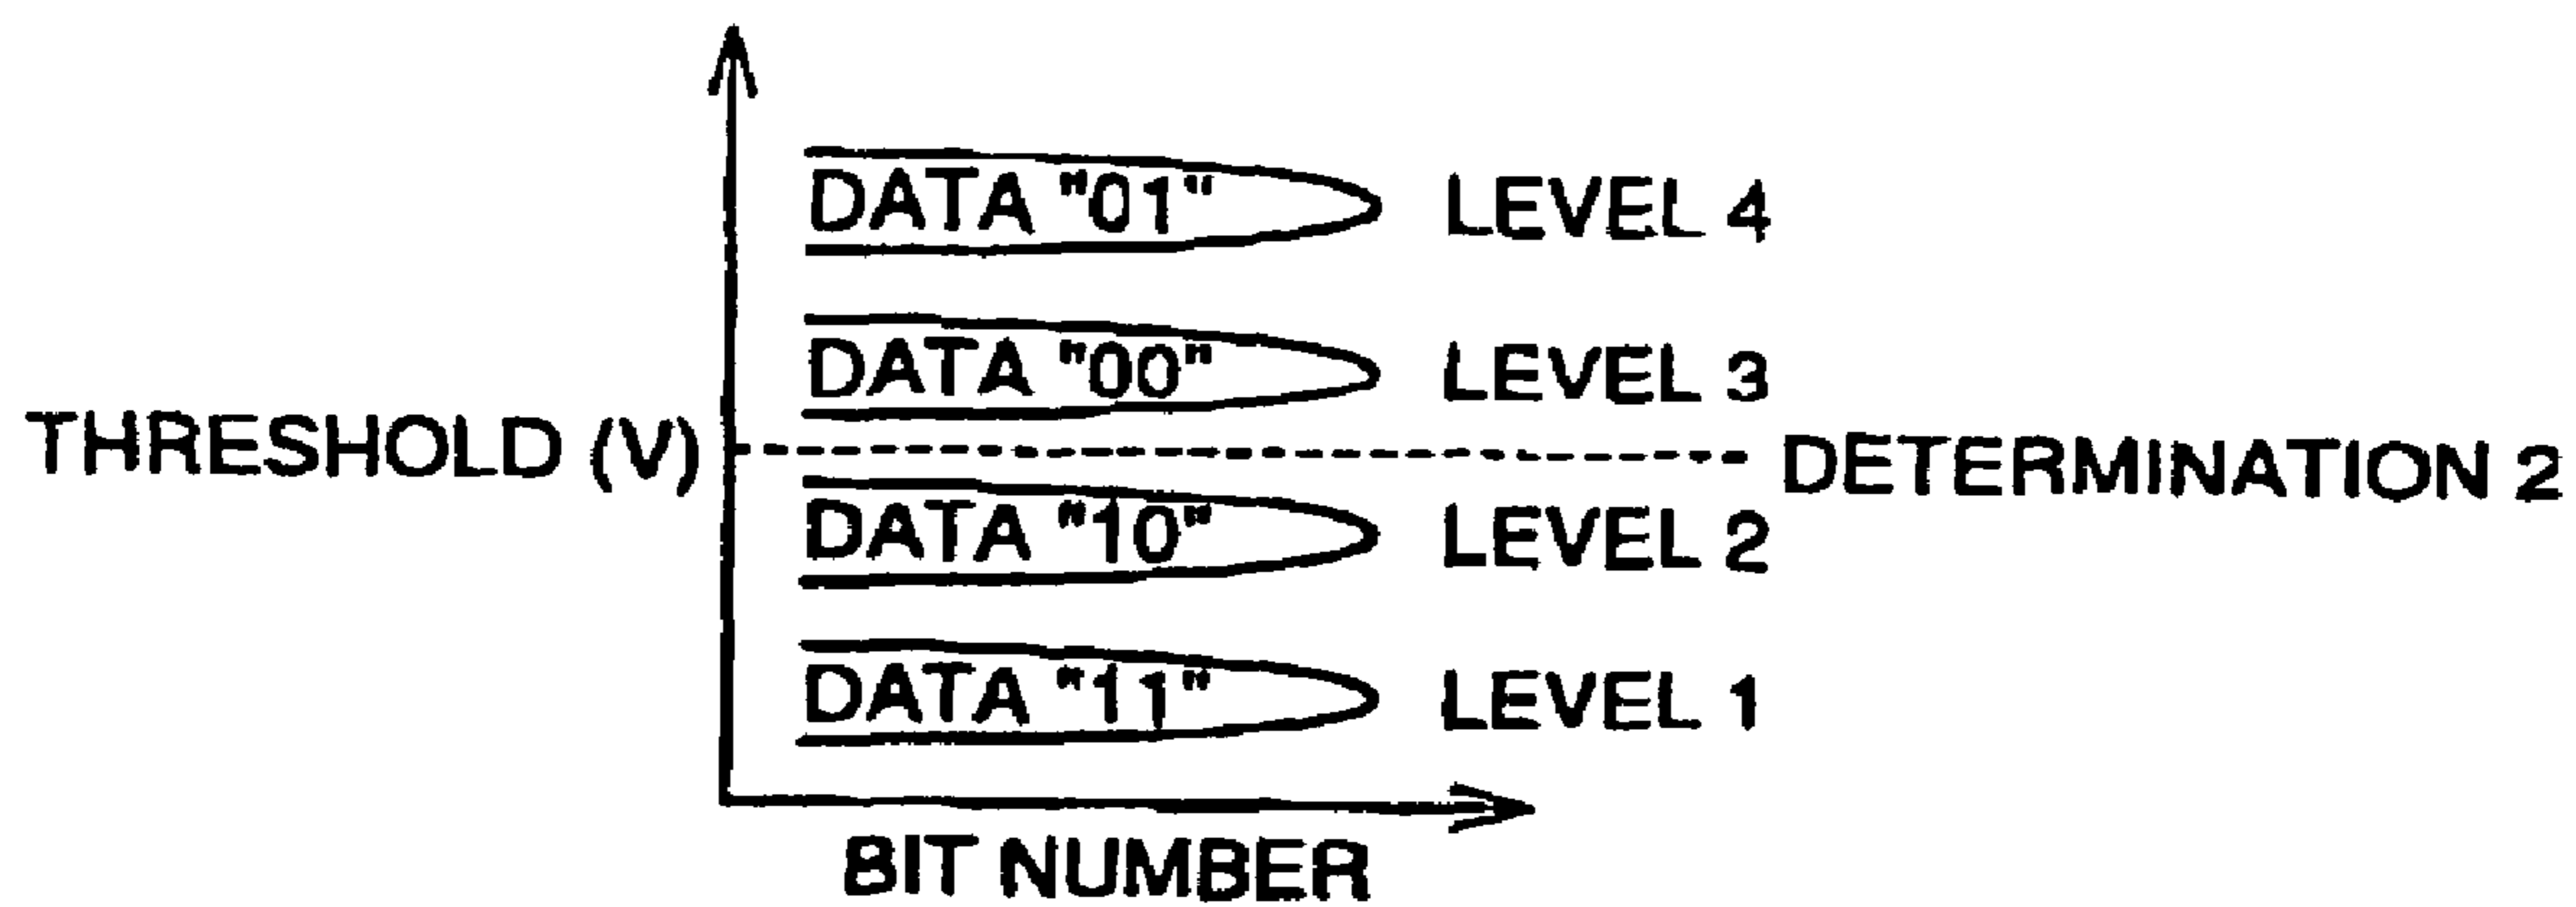 DATA "01" LEVEL 4
DATA "00" LEVEL 3
THRESHOLD (V) DETERMINATION 2
DATA "10" LEVEL 2
DATA "11" LEVEL 1
BIT NUMBER